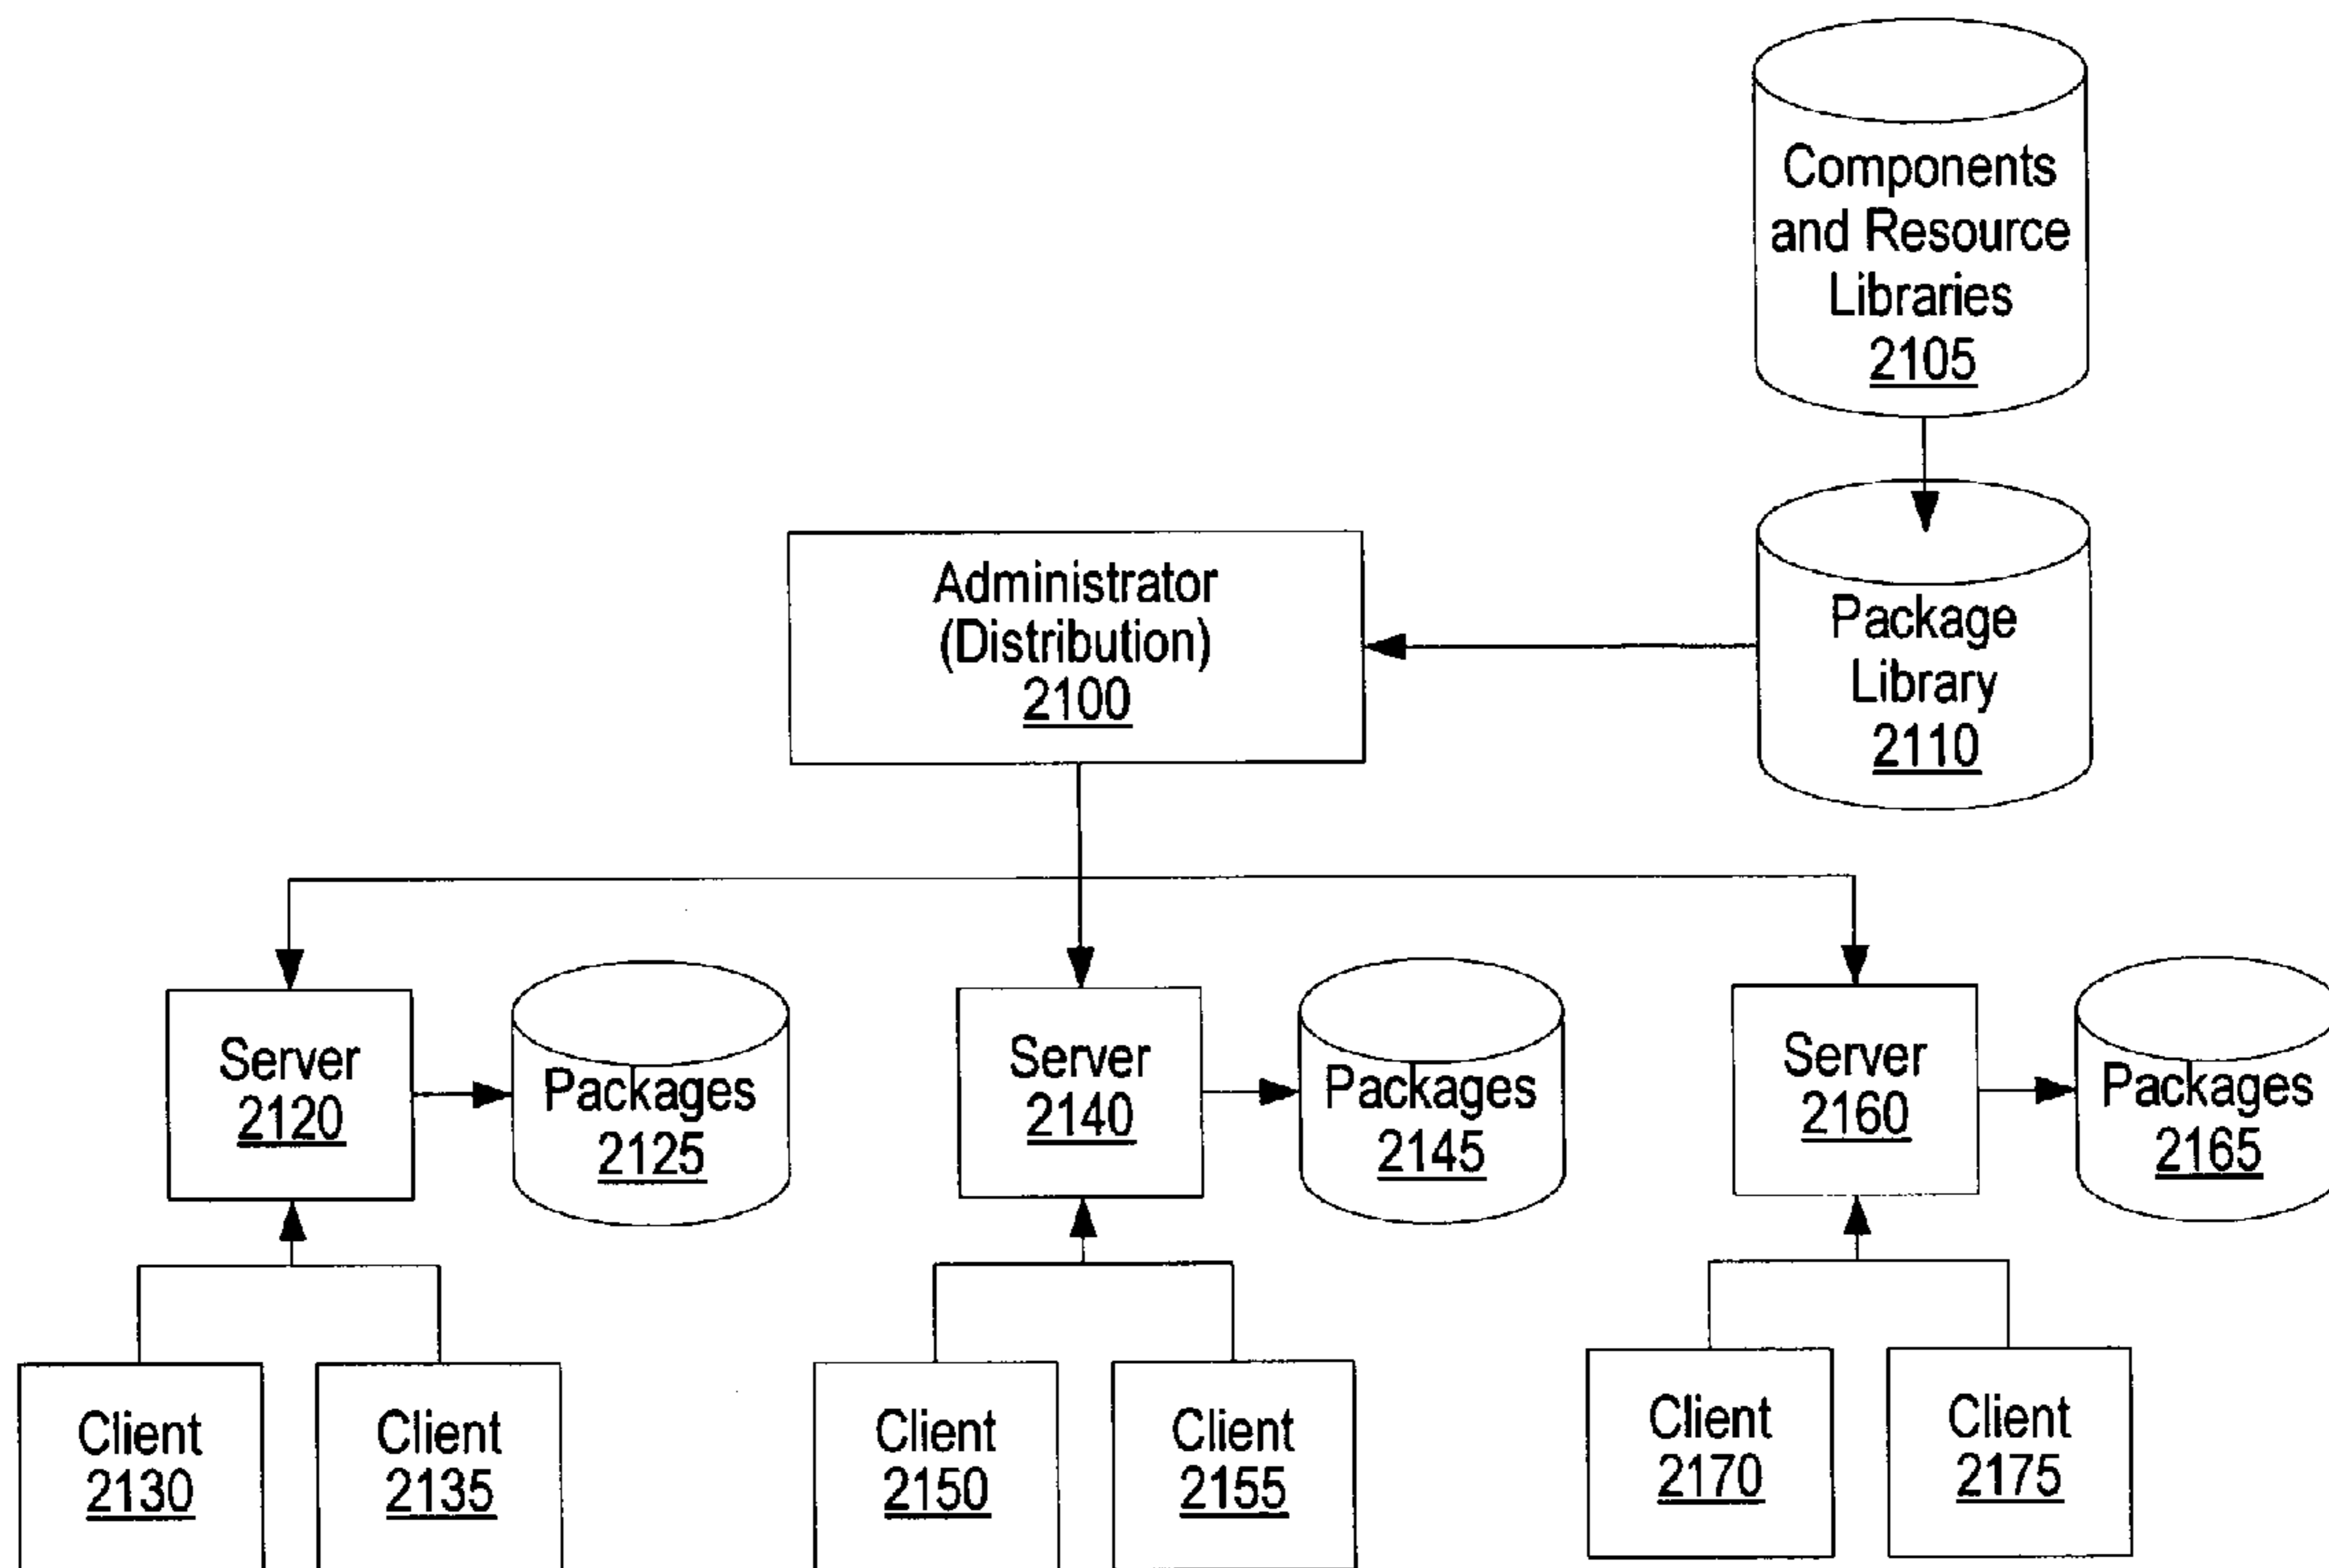 Components
and Resource
Libraries
2105
Administrator
(Distribution)
2100
Package
Library
2110
Server
2120
Packages
2125
Server
2140
Packages
2145
Server
2160
Packages
2165
Client
2130
Client
2135
Client
2150
Client
2155
Client
2170
Client
2175